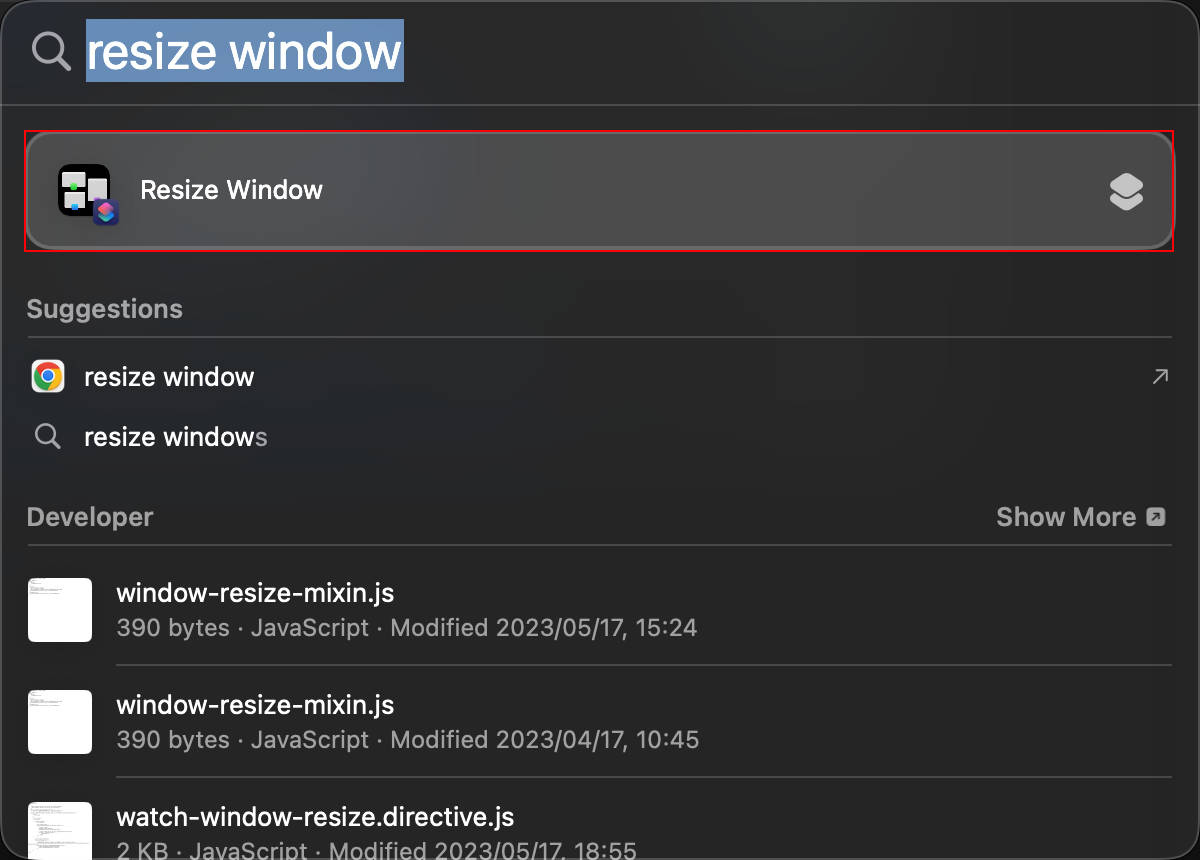 resize window
Resize Window
Suggestions
resize window
resize windows
Developer
Show More
window-resize-mixin.js
390 bytes · JavaScript · Modified 2023/05/17, 15:24
window-resize-mixin.js
390 bytes · JavaScript · Modified 2023/04/17, 10:45
watch-window-resize.directive.js
2 KB · JavaScript · Modified 2023/05/17, 18:55